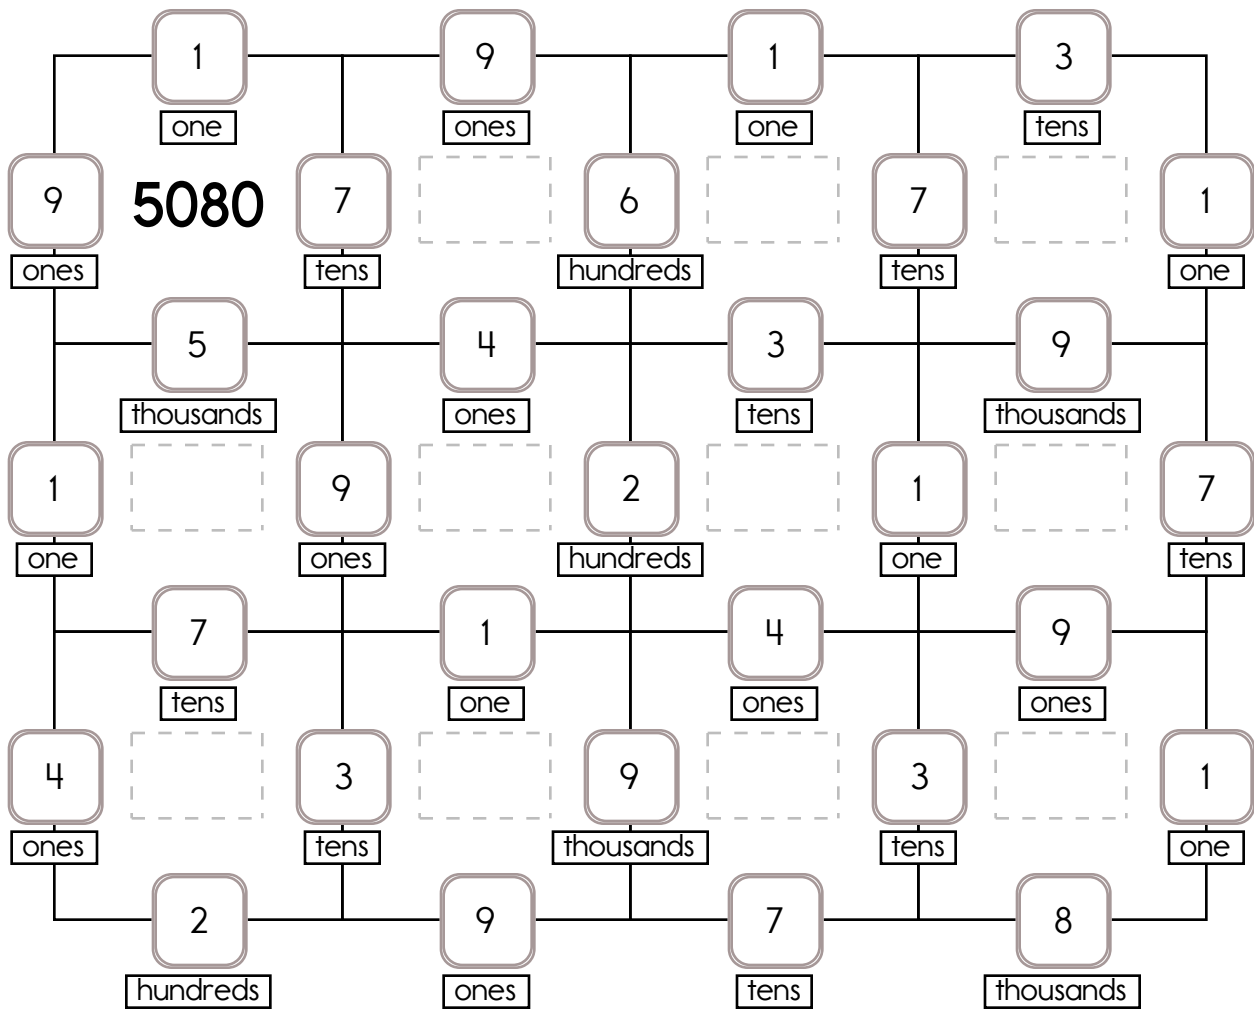 1 9 1 3
one ones one tens
9 5080 7 6 7 1
ones tens hundreds tens one
5 4 3 9
thousands ones tens thousands
1 9 2 1 7
one ones hundreds one tens
7 1 4 9
tens one ones ones
4 3 9 3 1
ones tens thousands tens one
2 9 7 8
hundreds ones tens thousands